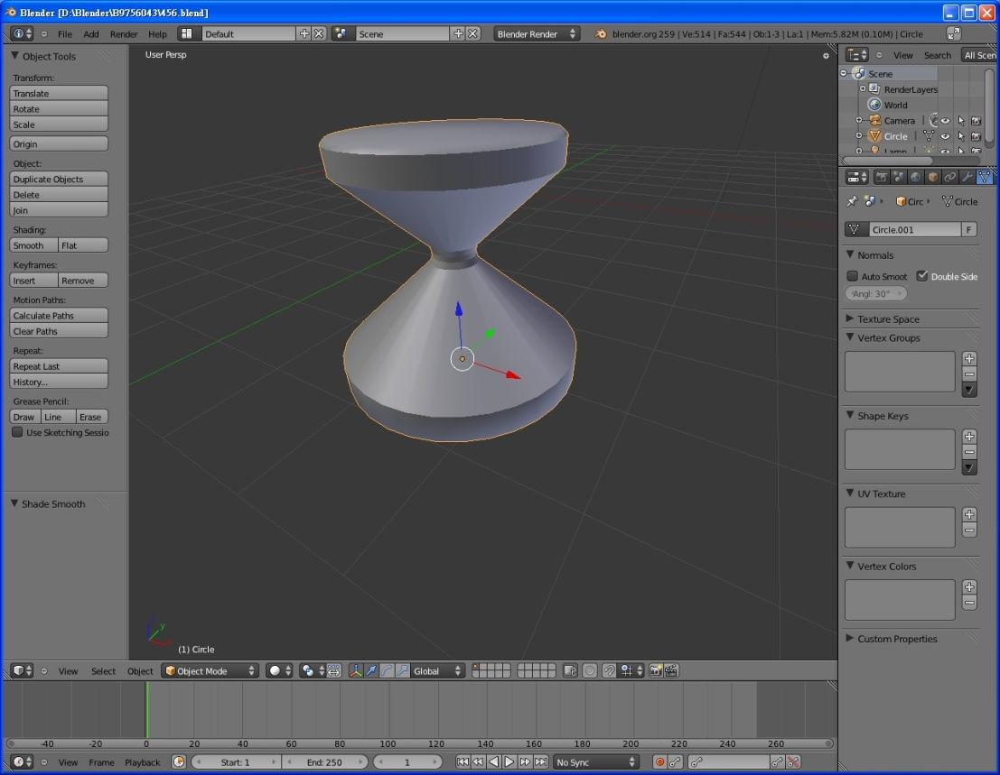 Blender [D:\Blender\B9756043\456.blend]
File Add Render Help Default Scene Blender Render blender.org 259 | Ve:514 | Fa:544 | Ob:1-3 | La:1 | Mem:5.82M (0.10M) | Circle
Object Tools
Transform:
Translate
Rotate
Scale
Origin
Object:
Duplicate Objects
Delete
Join
Shading:
Smooth Flat
Keyframes:
Insert Remove
Motion Paths:
Calculate Paths
Clear Paths
Repeat:
Repeat Last
History...
Grease Pencil:
Draw Line Erase
Use Sketching Sessio
Shade Smooth
User Persp
y
(1) Circle
View Select Object Object Mode Global
-40 -20 0 20 40 60 80 100 120 140 160 180 200 220 240 260
View Frame Playback Start: 1 End: 250 1 No Sync
View Search All Scen
Scene
RenderLayers
World
Camera
Circle
Lamp
Circ Circle
Circle.001 F
Normals
Auto Smoot Double Side
Angl: 30°
Texture Space
Vertex Groups
Shape Keys
UV Texture
Vertex Colors
Custom Properties